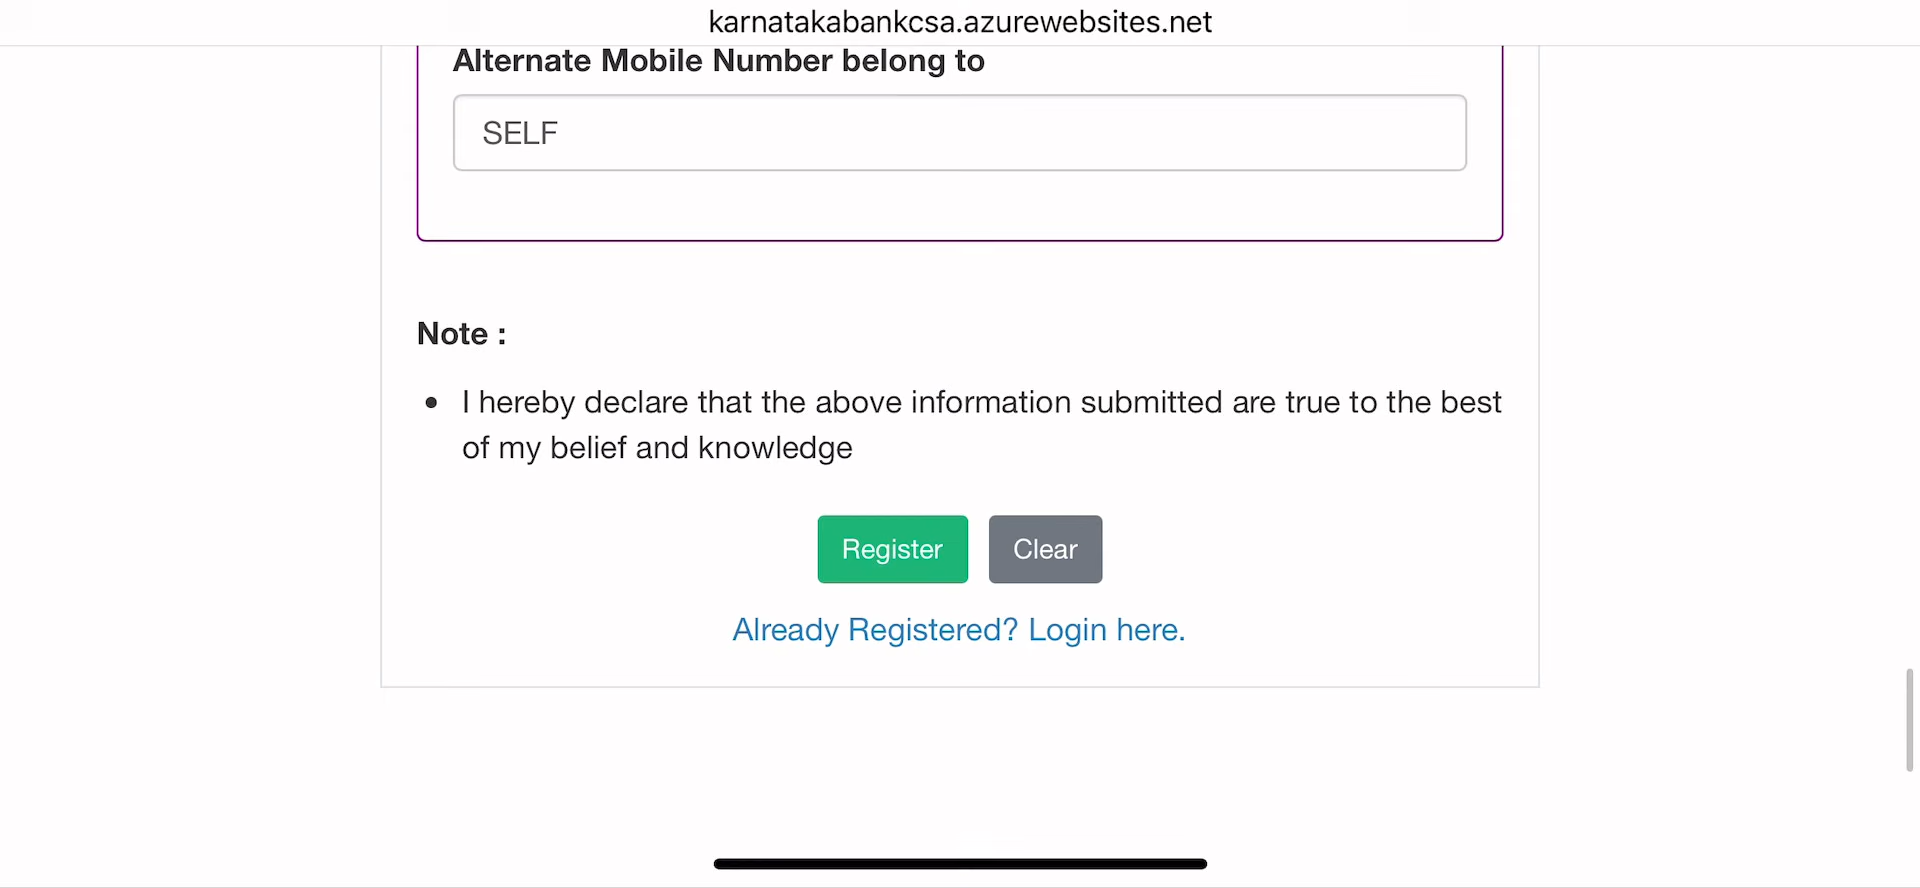 karnatakabankcsa.azurewebsites.net
Alternate Mobile Number belong to
SELF
Note :
• I hereby declare that the above information submitted are true to the best
of my belief and knowledge
Register Clear
Already Registered? Login here.